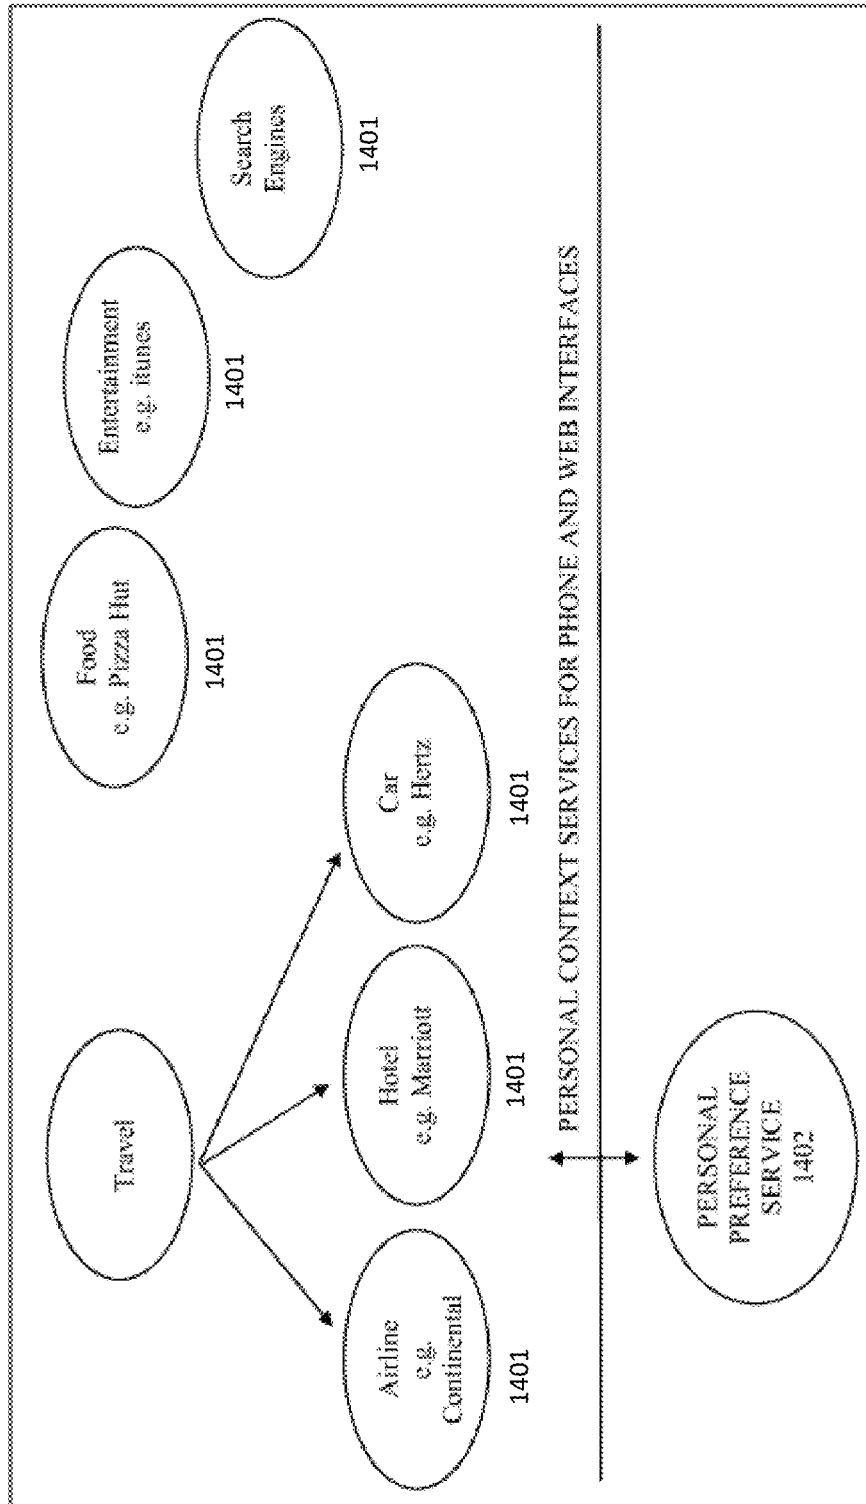 Travel
Food
e.g. Pizza Hut
1401
Entertainment
e.g. itunes
1401
Search
Engines
1401
Airline
e.g.
Continental
1401
Hotel
e.g. Marriott
1401
Car
e.g. Hertz
1401
PERSONAL CONTEXT SERVICES FOR PHONE AND WEB INTERFACES
PERSONAL
PREFERENCE
SERVICE
1402